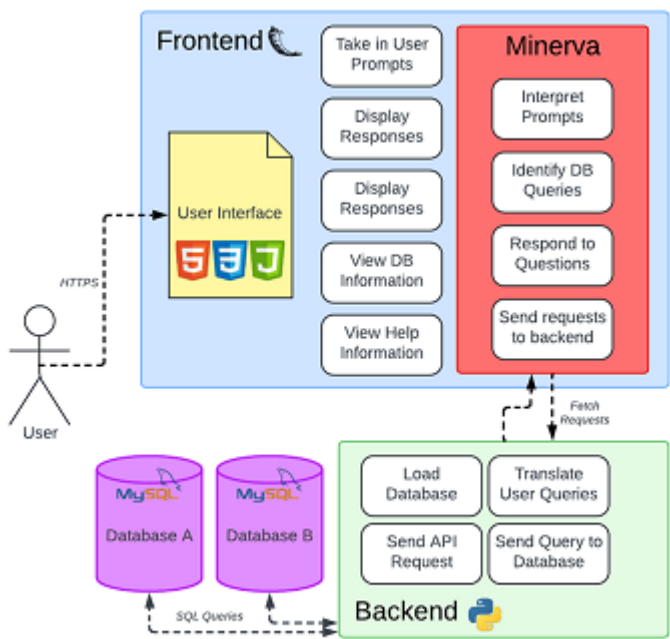 Frontend
Take in User
Prompts
Display
Responses
Display
Responses
View DB
Information
View Help
Information
Minerva
Interpret
Prompts
Identify DB
Queries
Respond to
Questions
Send requests
to backend
User Interface
HTTPS
User
Fetch
Requests
MySQL
Database A
MySQL
Database B
SQL Queries
Load
Database
Translate
User Queries
Send API
Request
Send Query to
Database
Backend